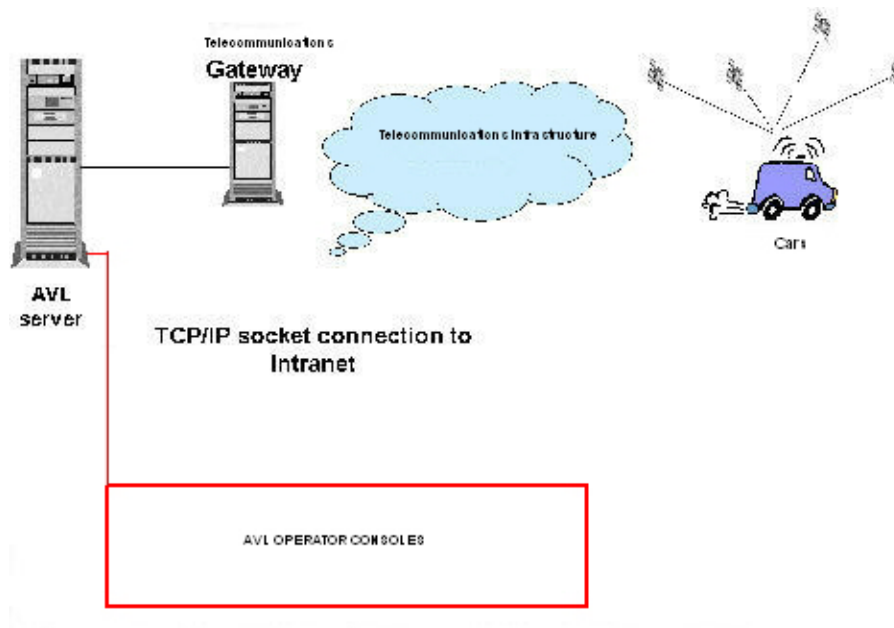 Telecommunications
Gateway
Telecommunications Infrastructure
Cars
AVL
server
TCP/IP socket connection to
Intranet
AVL OPERATOR CONSOLES